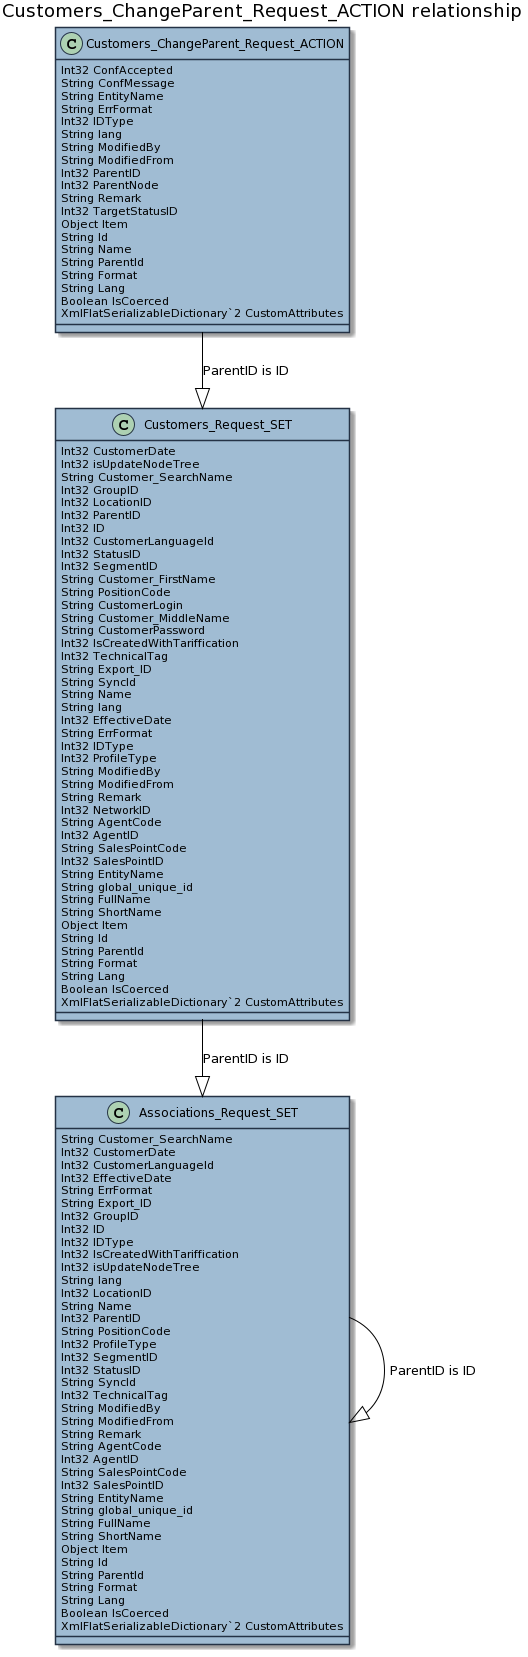 Customers_ChangeParent_Request_ACTION relationship
C Customers_ChangeParent_Request_ACTION
Int32 ConfAccepted
String ConfMessage
String EntityName
String ErrFormat
Int32 IDType
String lang
String ModifiedBy
String ModifiedFrom
Int32 ParentID
Int32 ParentNode
String Remark
Int32 TargetStatusID
Object Item
String Id
String Name
String ParentId
String Format
String Lang
Boolean IsCoerced
XmlFlatSerializableDictionary`2 CustomAttributes
ParentID is ID
C Customers_Request_SET
Int32 CustomerDate
Int32 isUpdateNodeTree
String Customer_SearchName
Int32 GroupID
Int32 LocationID
Int32 ParentID
Int32 ID
Int32 CustomerLanguageId
Int32 StatusID
Int32 SegmentID
String Customer_FirstName
String PositionCode
String CustomerLogin
String Customer_MiddleName
String CustomerPassword
Int32 IsCreatedWithTariffication
Int32 TechnicalTag
String Export_ID
String SyncId
String Name
String lang
Int32 EffectiveDate
String ErrFormat
Int32 IDType
Int32 ProfileType
String ModifiedBy
String ModifiedFrom
String Remark
Int32 NetworkID
String AgentCode
Int32 AgentID
String SalesPointCode
Int32 SalesPointID
String EntityName
String global_unique_id
String FullName
String ShortName
Object Item
String Id
String ParentId
String Format
String Lang
Boolean IsCoerced
XmlFlatSerializableDictionary`2 CustomAttributes
ParentID is ID
C Associations_Request_SET
String Customer_SearchName
Int32 CustomerDate
Int32 CustomerLanguageId
Int32 EffectiveDate
String ErrFormat
String Export_ID
Int32 GroupID
Int32 ID
Int32 IDType
Int32 IsCreatedWithTariffication
Int32 isUpdateNodeTree
String lang
Int32 LocationID
String Name
Int32 ParentID
String PositionCode
Int32 ProfileType
Int32 SegmentID
Int32 StatusID
String SyncId
Int32 TechnicalTag
String ModifiedBy
String ModifiedFrom
String Remark
String AgentCode
Int32 AgentID
String SalesPointCode
Int32 SalesPointID
String EntityName
String global_unique_id
String FullName
String ShortName
Object Item
String Id
String ParentId
String Format
String Lang
Boolean IsCoerced
XmlFlatSerializableDictionary`2 CustomAttributes
ParentID is ID